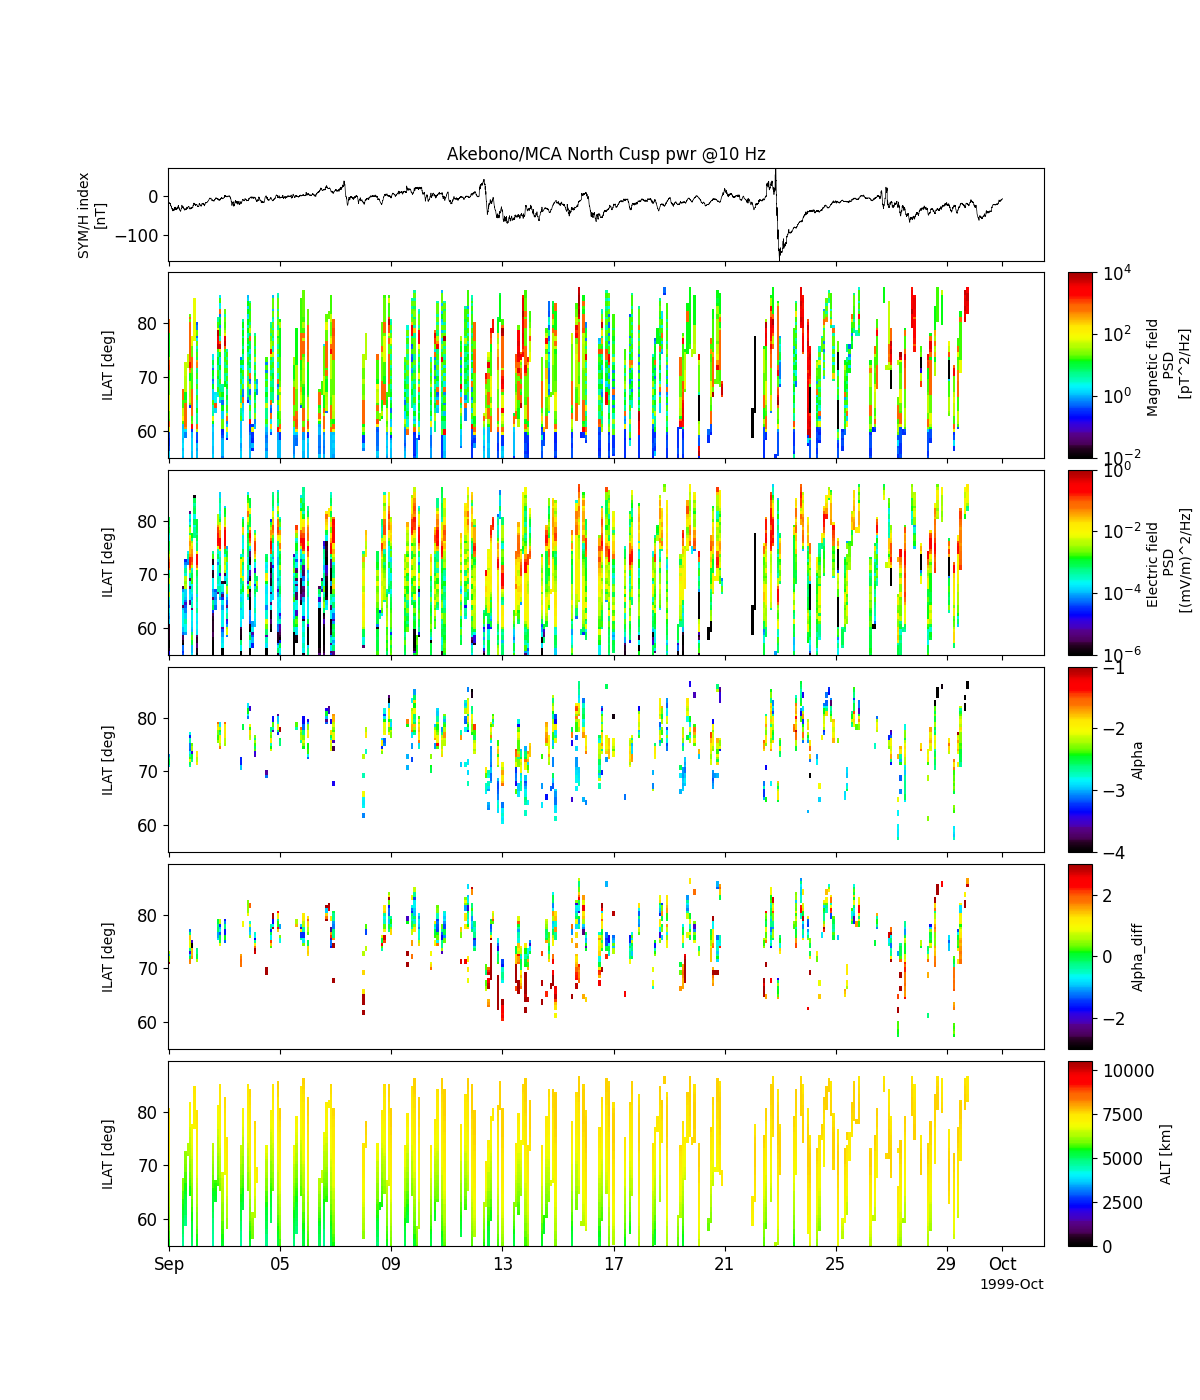 Akebono/MCA North Cusp pwr @10 Hz
SYM/H index
[nT]
0
−100
ILAT [deg]
80
70
60
10^4
10^2
10^0
10^−2
Magnetic field
PSD
[pT^2/Hz]
ILAT [deg]
80
70
60
10^0
10^−2
10^−4
10^−6
Electric field
PSD
[(mV/m)^2/Hz]
ILAT [deg]
80
70
60
−1
−2
−3
−4
Alpha
ILAT [deg]
80
70
60
2
0
−2
Alpha_diff
ILAT [deg]
80
70
60
10000
7500
5000
2500
0
ALT [km]
Sep 05 09 13 17 21 25 29 Oct
1999-Oct